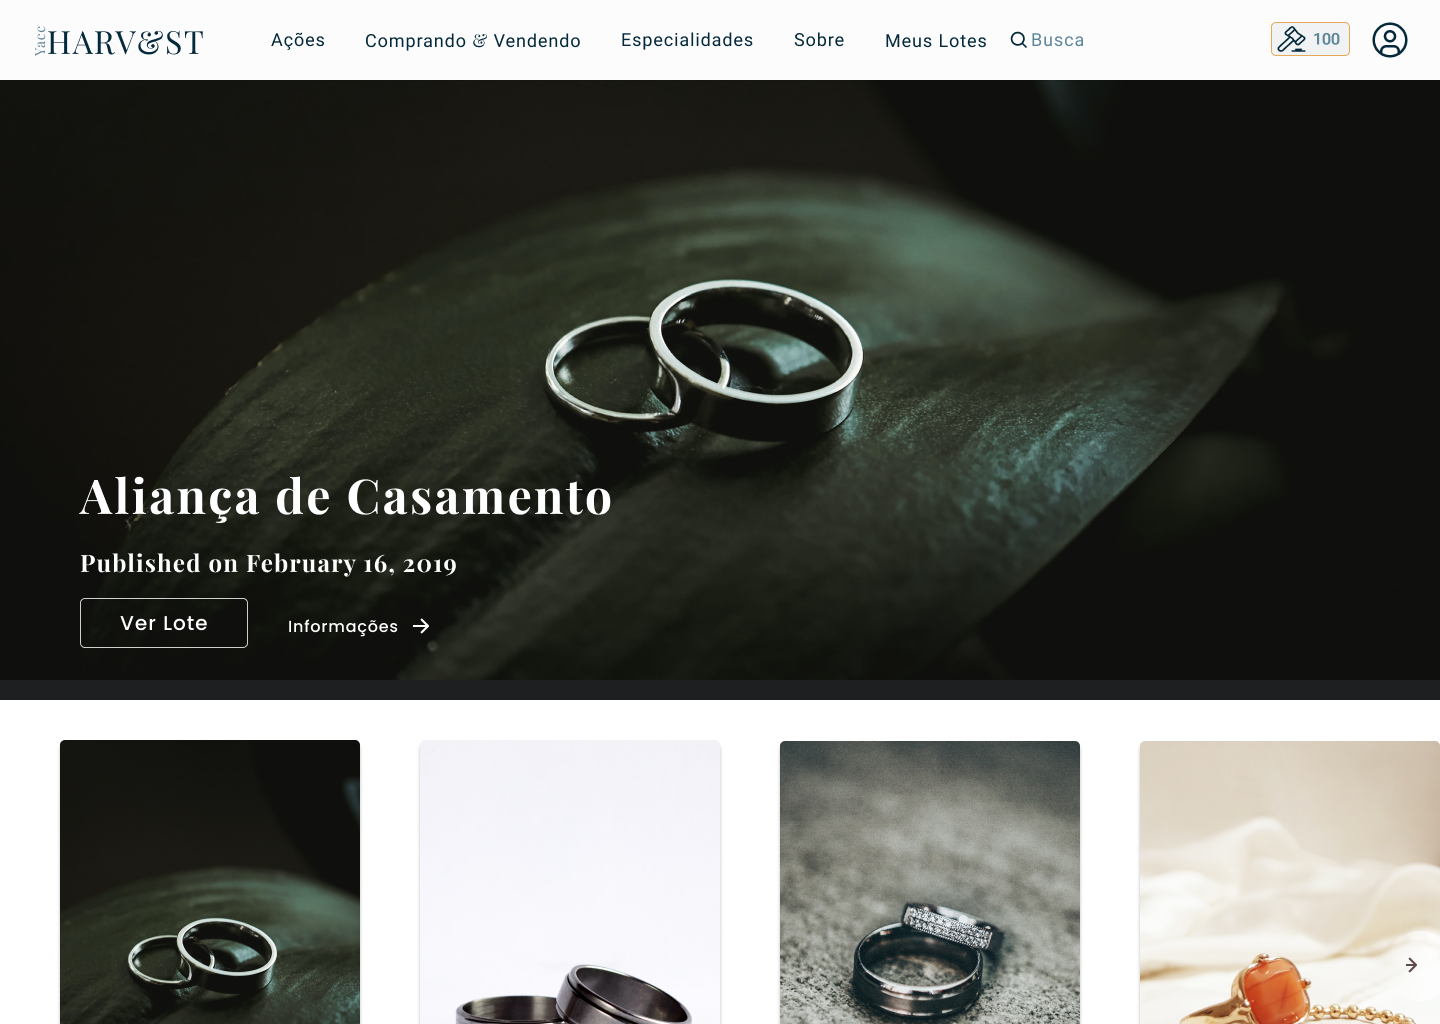 Yacc HARV&ST
Ações
Comprando & Vendendo
Especialidades
Sobre
Meus Lotes
Busca
100
Aliança de Casamento
Published on February 16, 2019
Ver Lote
Informações